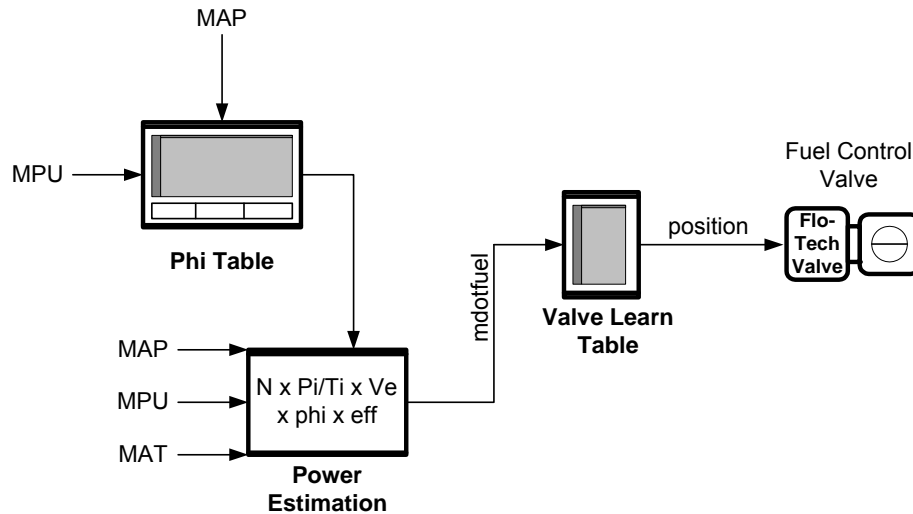 MAP
MPU
Phi Table
MAP
MPU
MAT
N x Pi/Ti x Ve
x phi x eff
Power
Estimation
mdotfuel
Valve Learn
Table
position
Fuel Control
Valve
Flo-
Tech
Valve